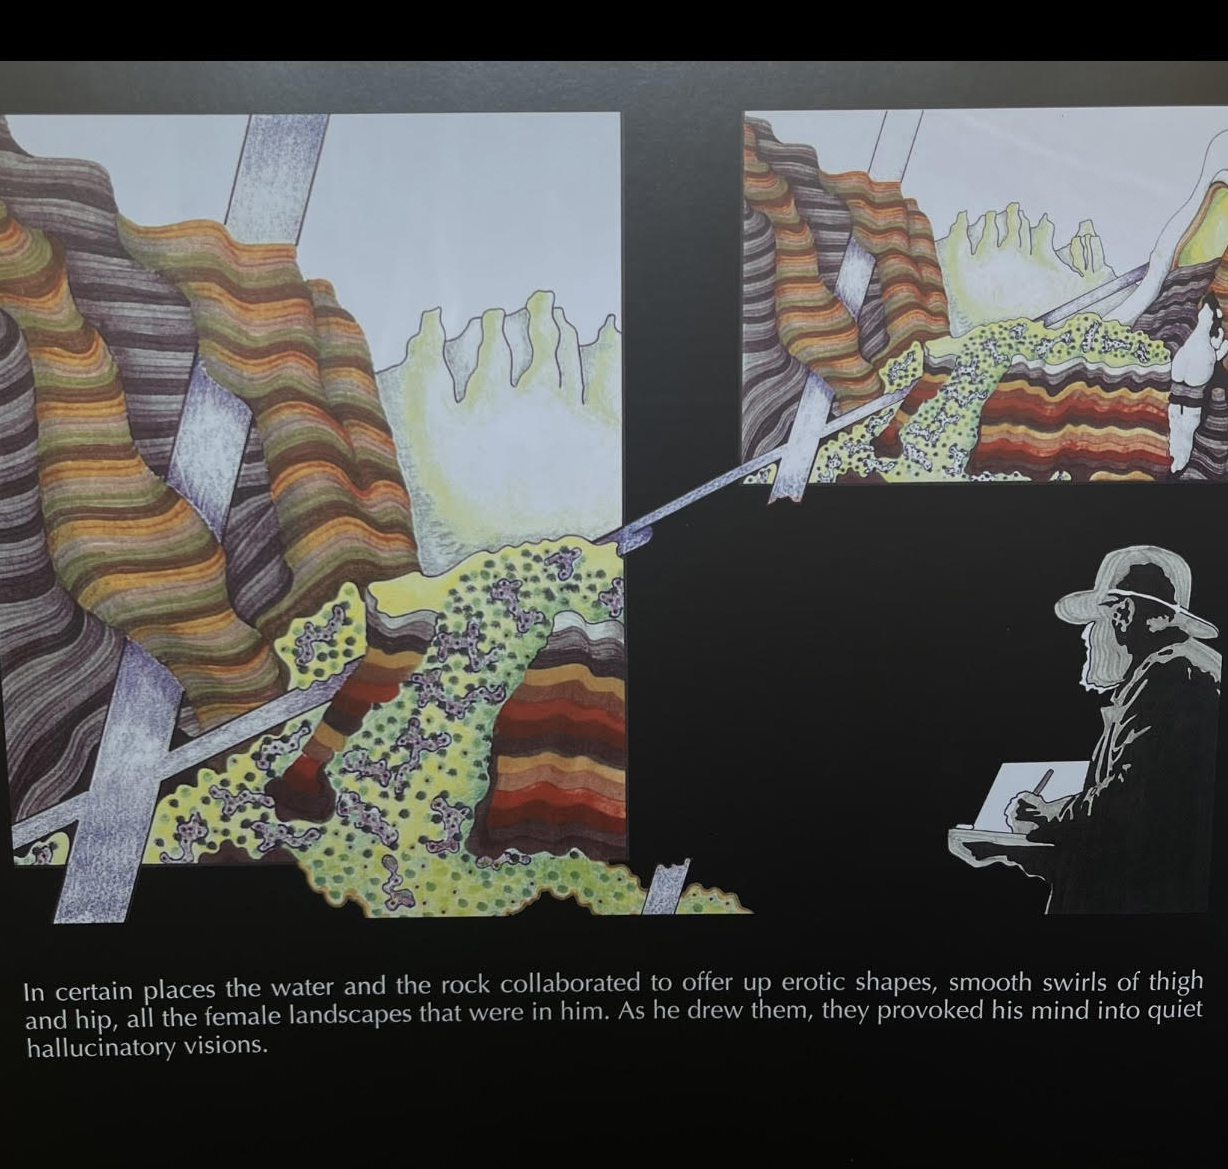 In certain places the water and the rock collaborated to offer up erotic shapes, smooth swirls of thigh
and hip, all the female landscapes that were in him. As he drew them, they provoked his mind into quiet
hallucinatory visions.